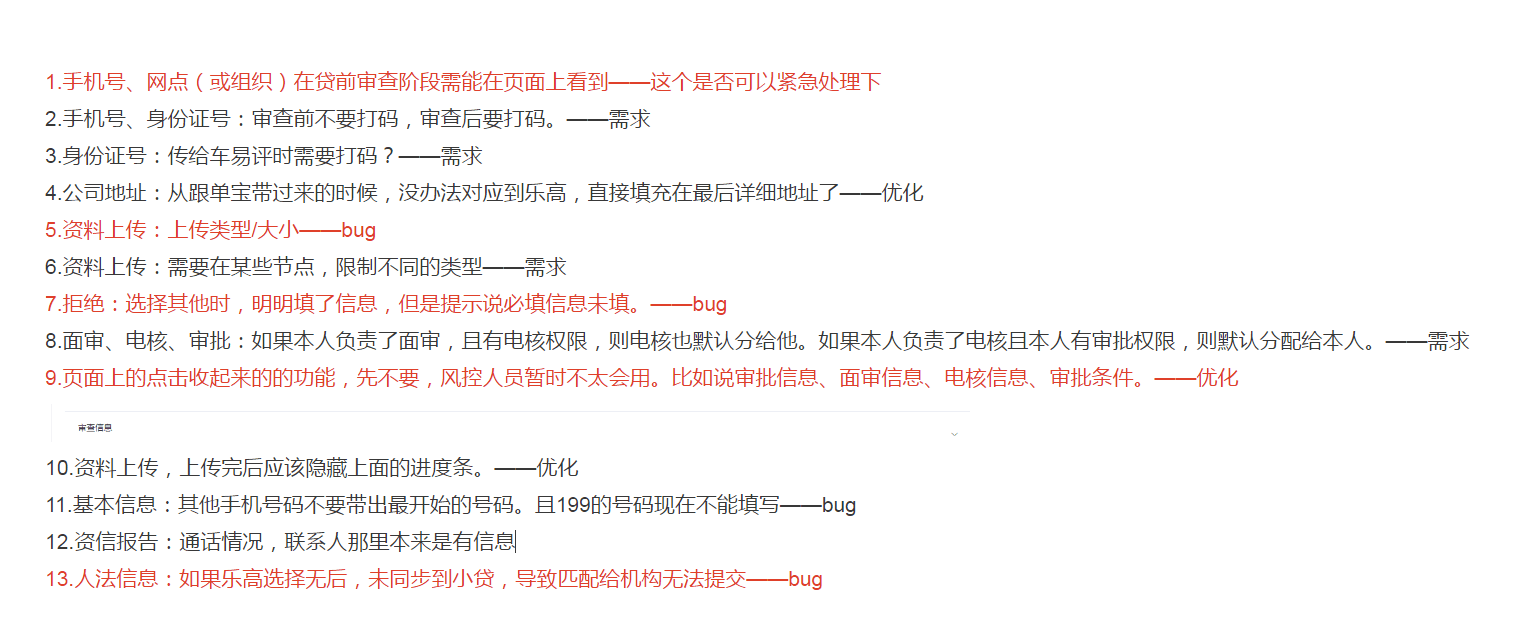 1.手机号、网点（或组织）在贷前审查阶段需能在页面上看到——这个是否可以紧急处理下
2.手机号、身份证号：审查前不要打码，审查后要打码。——需求
3.身份证号：传给车易评时需要打码？——需求
4.公司地址：从跟单宝带过来的时候，没办法对应到乐高，直接填充在最后详细地址了——优化
5.资料上传：上传类型/大小——bug
6.资料上传：需要在某些节点，限制不同的类型——需求
7.拒绝：选择其他时，明明填了信息，但是提示说必填信息未填。——bug
8.面审、电核、审批：如果本人负责了面审，且有电核权限，则电核也默认分给他。如果本人负责了电核且本人有审批权限，则默认分配给本人。——需求
9.页面上的点击收起来的的功能，先不要，风控人员暂时不太会用。比如说审批信息、面审信息、电核信息、审批条件。——优化
审查信息
10.资料上传，上传完后应该隐藏上面的进度条。——优化
11.基本信息：其他手机号码不要带出最开始的号码。且199的号码现在不能填写——bug
12.资信报告：通话情况，联系人那里本来是有信息
13.人法信息：如果乐高选择无后，未同步到小贷，导致匹配给机构无法提交——bug